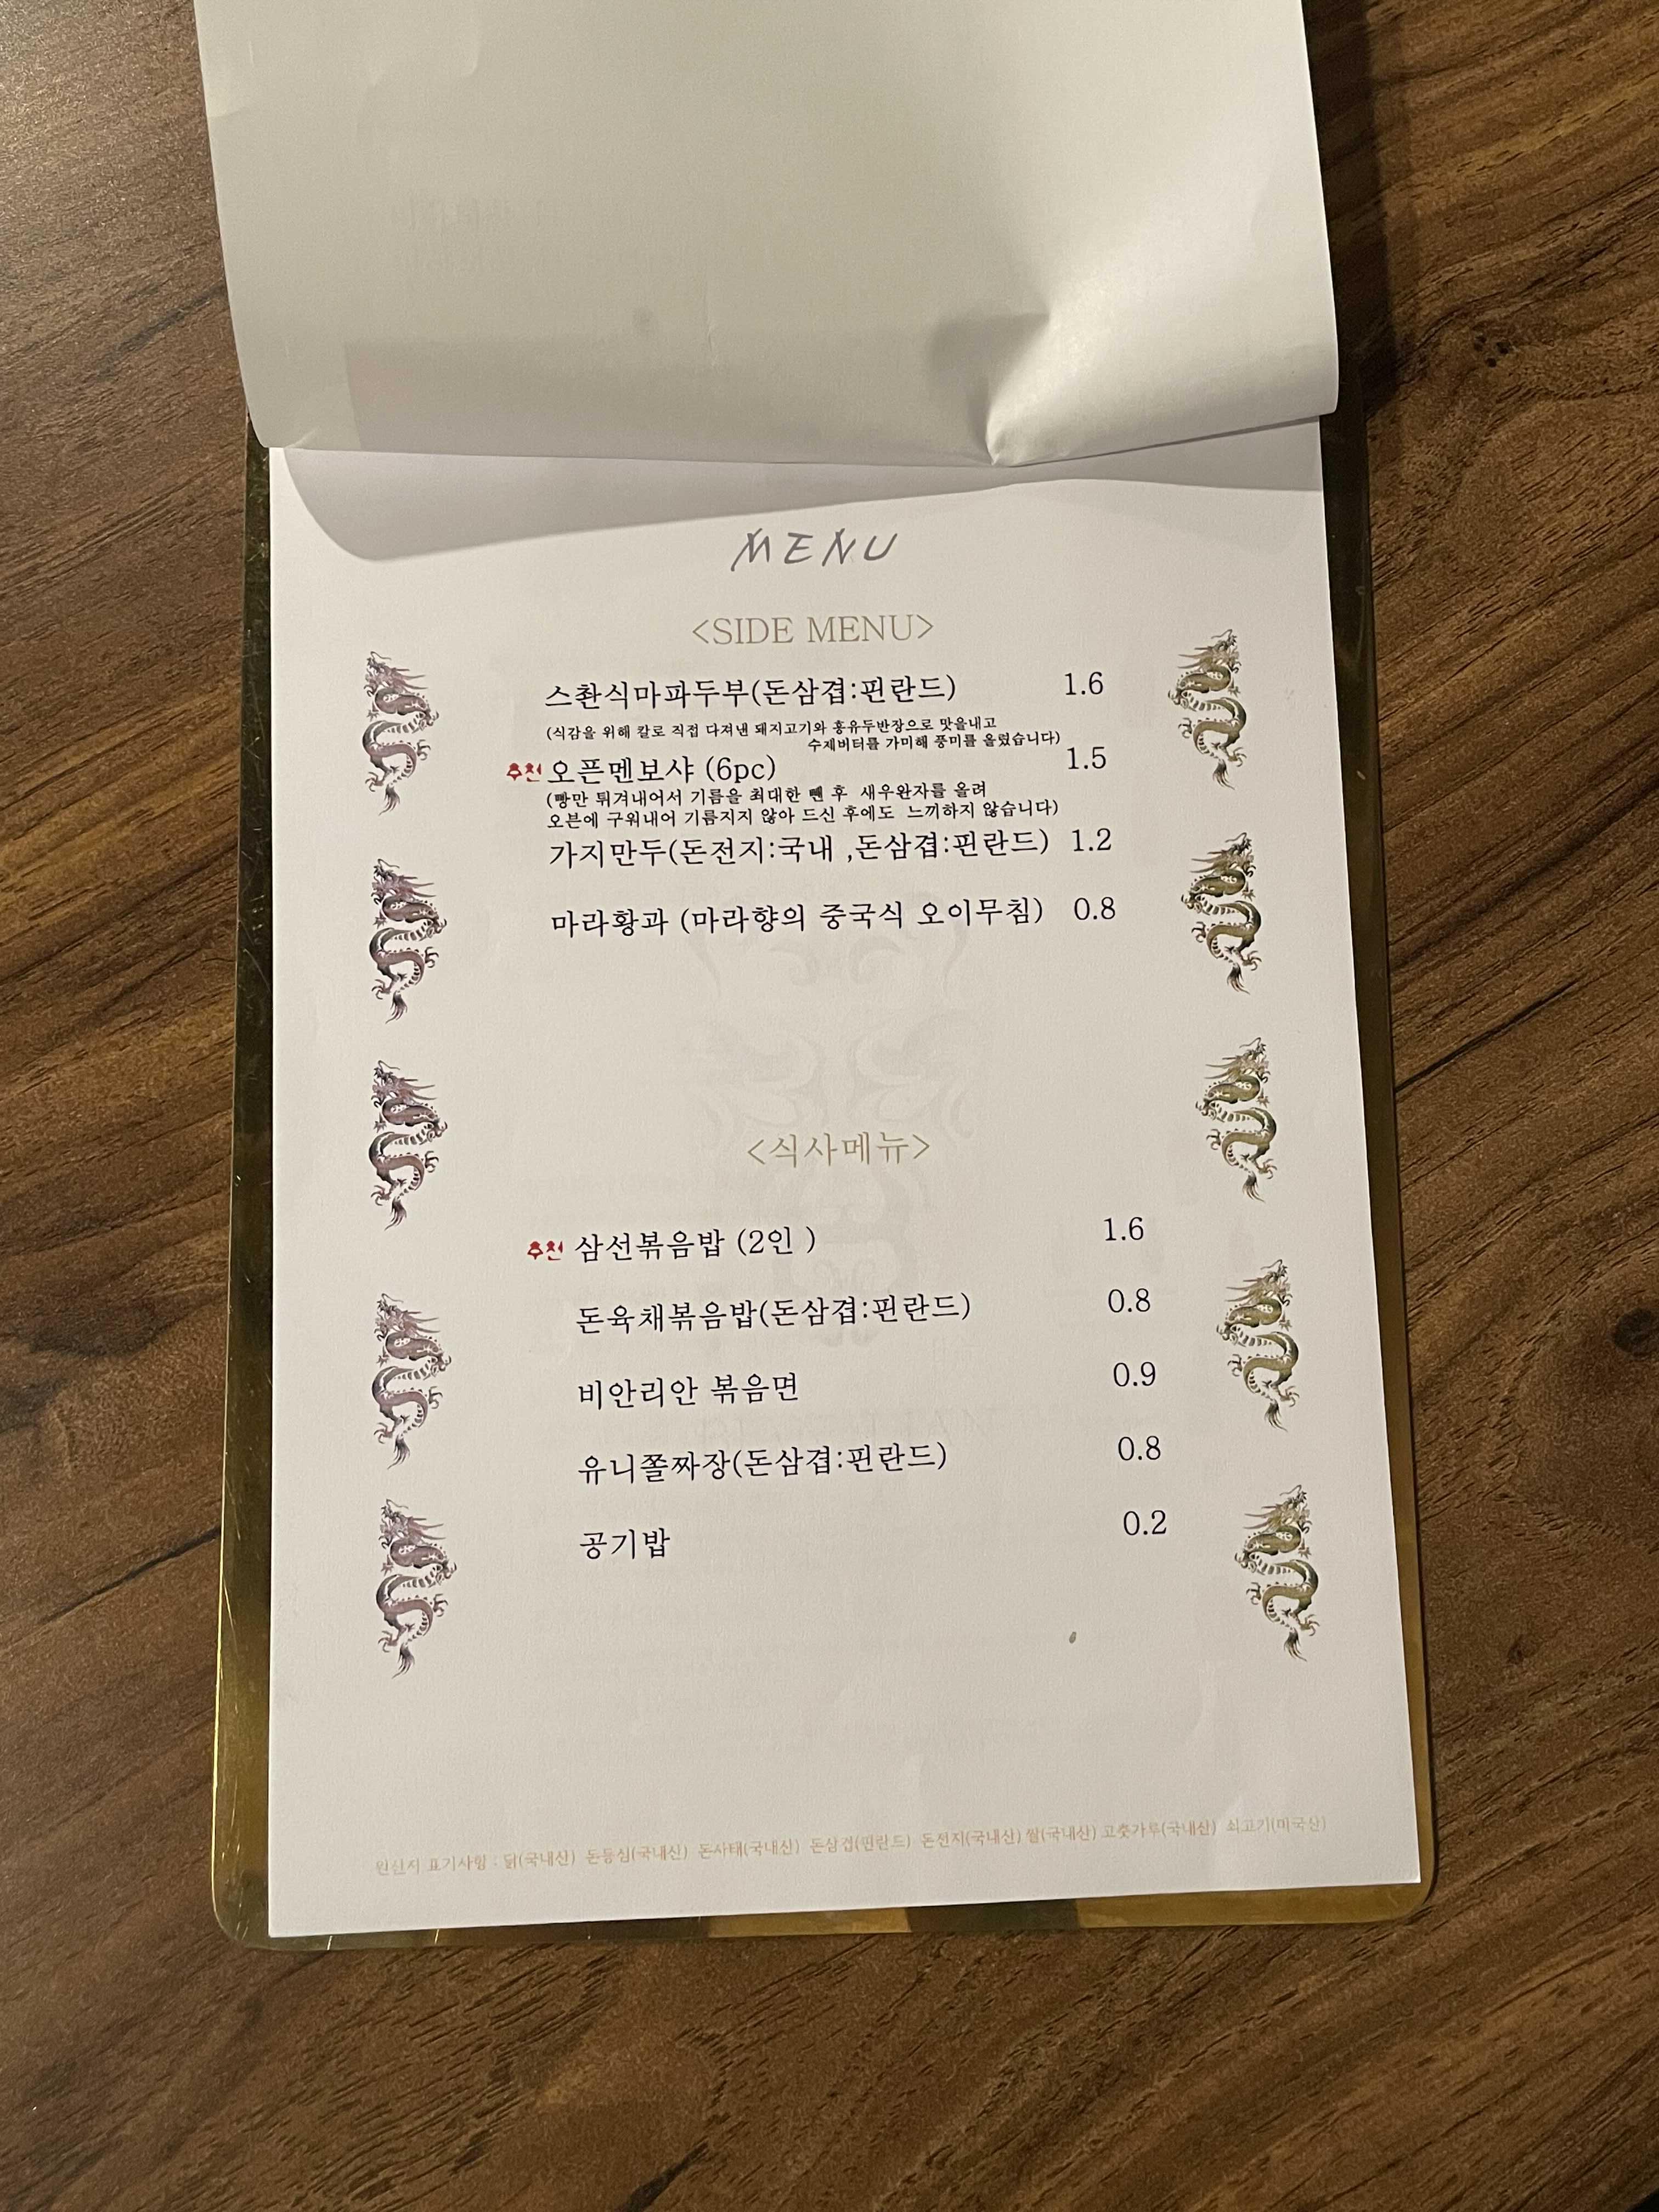 MENU
<SIDE MENU>
스촨식마파두부(돈삼겹:핀란드) 1.6
(식감을 위해 칼로 직접 다져낸 돼지고기와 홍유두반장으로 맛을내고
수제버터를 가미해 풍미를 올렸습니다)
추천 오픈멘보샤 (6pc) 1.5
(빵만 튀겨내어서 기름을 최대한 뺀 후 새우완자를 올려
오븐에 구워내어 기름지지 않아 드신 후에도 느끼하지 않습니다)
가지만두(돈전지:국내 ,돈삼겹:핀란드) 1.2
마라황과 (마라향의 중국식 오이무침) 0.8
<식사메뉴>
추천 삼선볶음밥 (2인 ) 1.6
돈육채볶음밥(돈삼겹:핀란드) 0.8
비안리안 볶음면 0.9
유니쫄짜장(돈삼겹:핀란드) 0.8
공기밥 0.2
원산지 표기사항 : 닭(국내산) 돈등심(국내산) 돈사태(국내산) 돈삼겹(핀란드) 돈전지(국내산) 쌀(국내산) 고춧가루(국내산) 쇠고기(미국산)